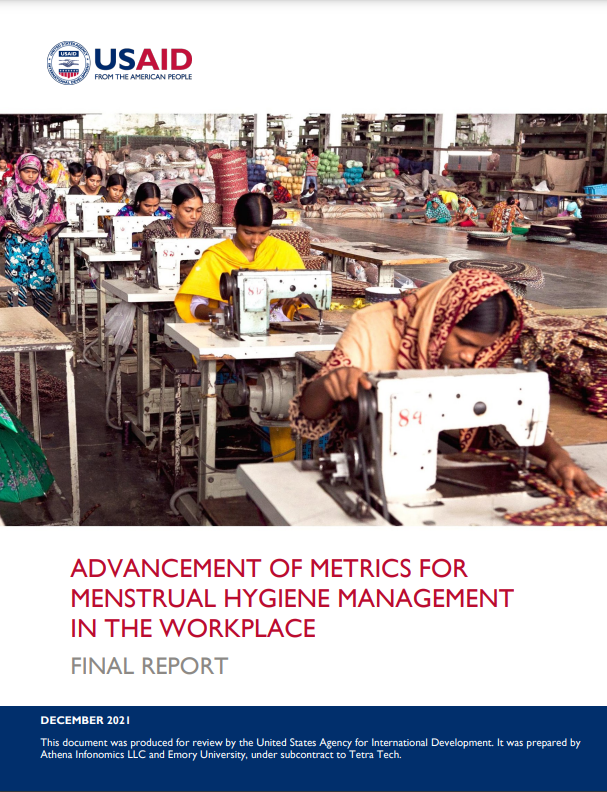 USAID
FROM THE AMERICAN PEOPLE
84
89
ADVANCEMENT OF METRICS FOR
MENSTRUAL HYGIENE MANAGEMENT
IN THE WORKPLACE
FINAL REPORT
DECEMBER 2021
This document was produced for review by the United States Agency for International Development. It was prepared by
Athena Infonomics LLC and Emory University, under subcontract to Tetra Tech.